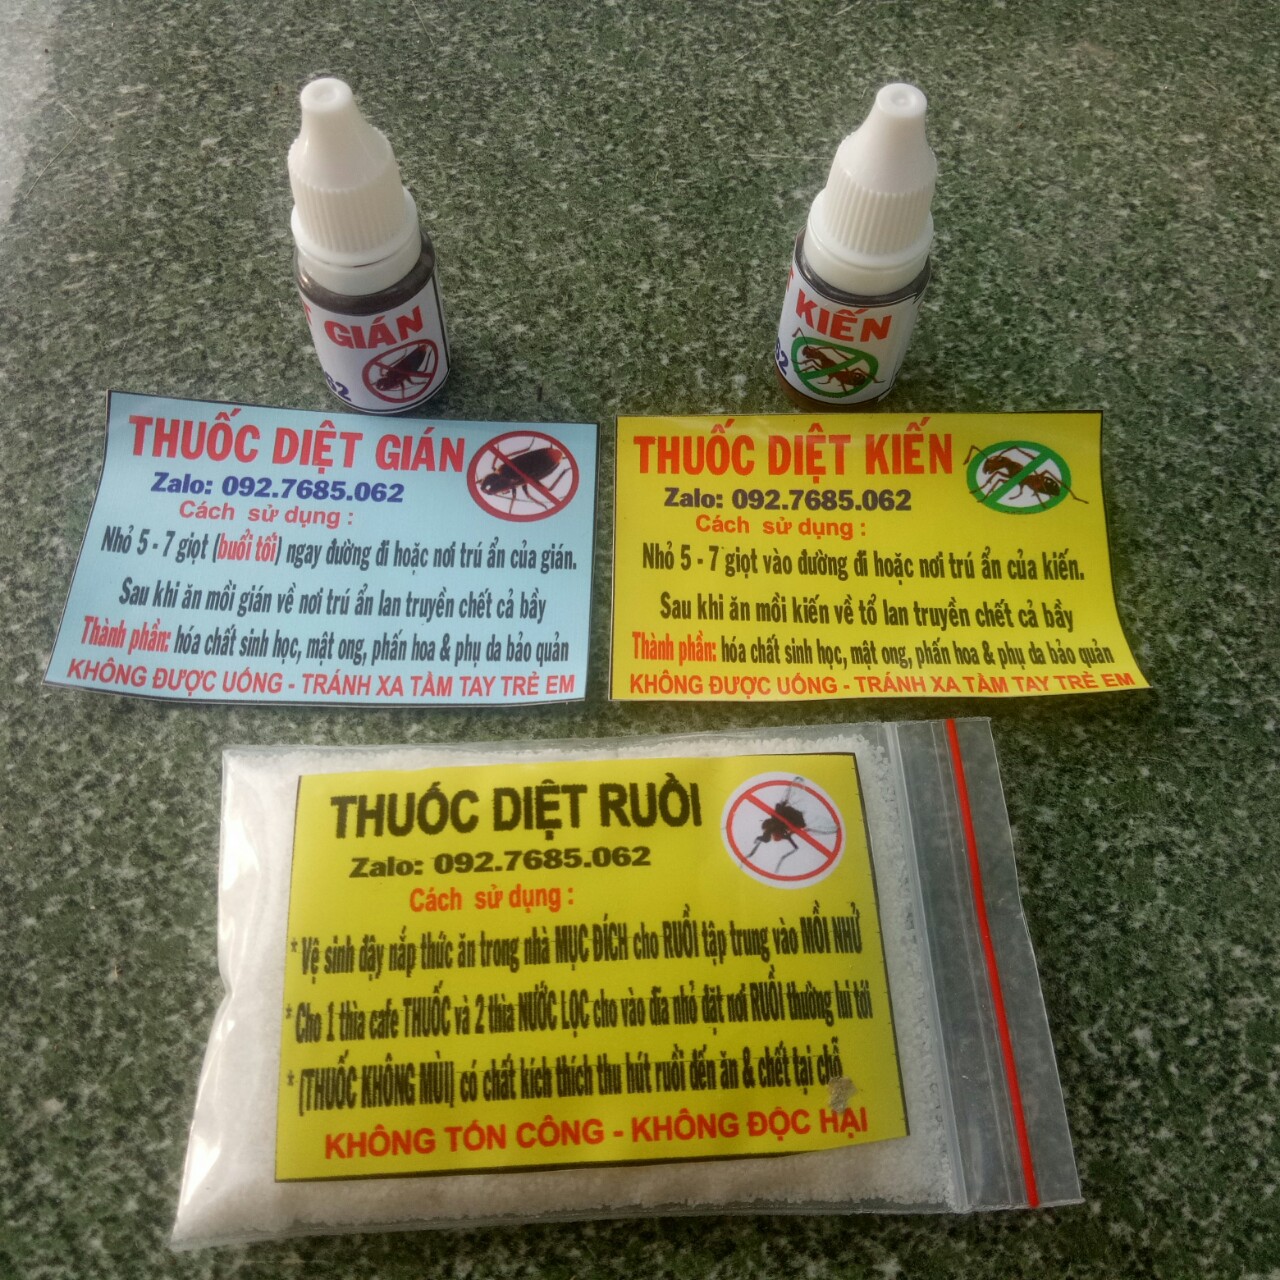 GIÁN
62
KIẾN
62
THUỐC DIỆT GIÁN
Zalo: 092.7685.062
Cách sử dụng :
Nhỏ 5 - 7 giọt (buổi tối) ngay đường đi hoặc nơi trú ẩn của gián.
Sau khi ăn mồi gián về nơi trú ẩn lan truyền chết cả bầy
Thành phần: hóa chất sinh học, mật ong, phấn hoa & phụ da bảo quản
KHÔNG ĐƯỢC UỐNG - TRÁNH XA TẦM TAY TRẺ EM
THUỐC DIỆT KIẾN
Zalo: 092.7685.062
Cách sử dụng :
Nhỏ 5 - 7 giọt vào đường đi hoặc nơi trú ẩn của kiến.
Sau khi ăn mồi kiến về tổ lan truyền chết cả bầy
Thành phần: hóa chất sinh học, mật ong, phấn hoa & phụ da bảo quản
KHÔNG ĐƯỢC UỐNG - TRÁNH XA TẦM TAY TRẺ EM
THUỐC DIỆT RUỒI
Zalo: 092.7685.062
Cách sử dụng :
* Vệ sinh đậy nắp thức ăn trong nhà MỤC ĐÍCH cho RUỒI tập trung vào MỒI NHỬ
* Cho 1 thìa cafe THUỐC và 2 thìa NƯỚC LỌC cho vào dĩa nhỏ đặt nơi RUỒI thường lui tới
* (THUỐC KHÔNG MÙI) có chất kích thích thu hút ruồi đến ăn & chết tại chỗ
KHÔNG TỐN CÔNG - KHÔNG ĐỘC HẠI